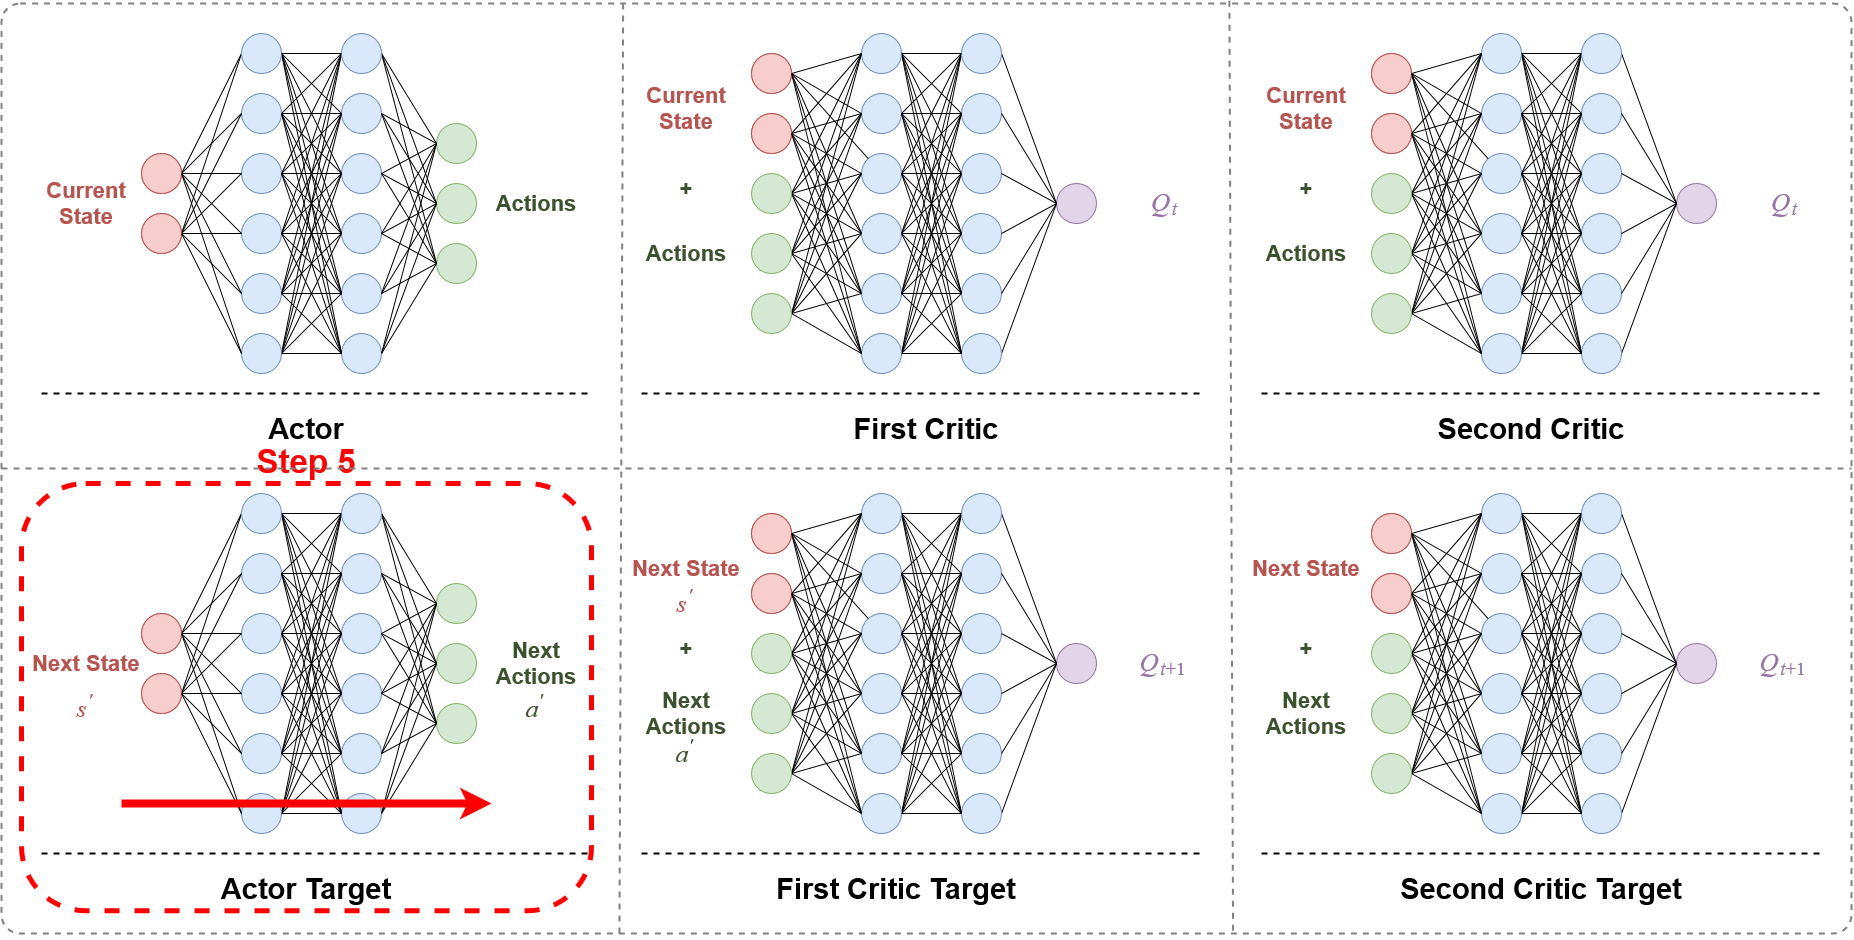 Current
State
Actions
Actor
Current
State
+
Actions
Q_t
First Critic
Current
State
+
Actions
Q_t
Second Critic
Step 5
Next State
s′
Next
Actions
a′
Actor Target
Next State
s′
+
Next
Actions
a′
Q_{t+1}
First Critic Target
Next State
+
Next
Actions
Q_{t+1}
Second Critic Target